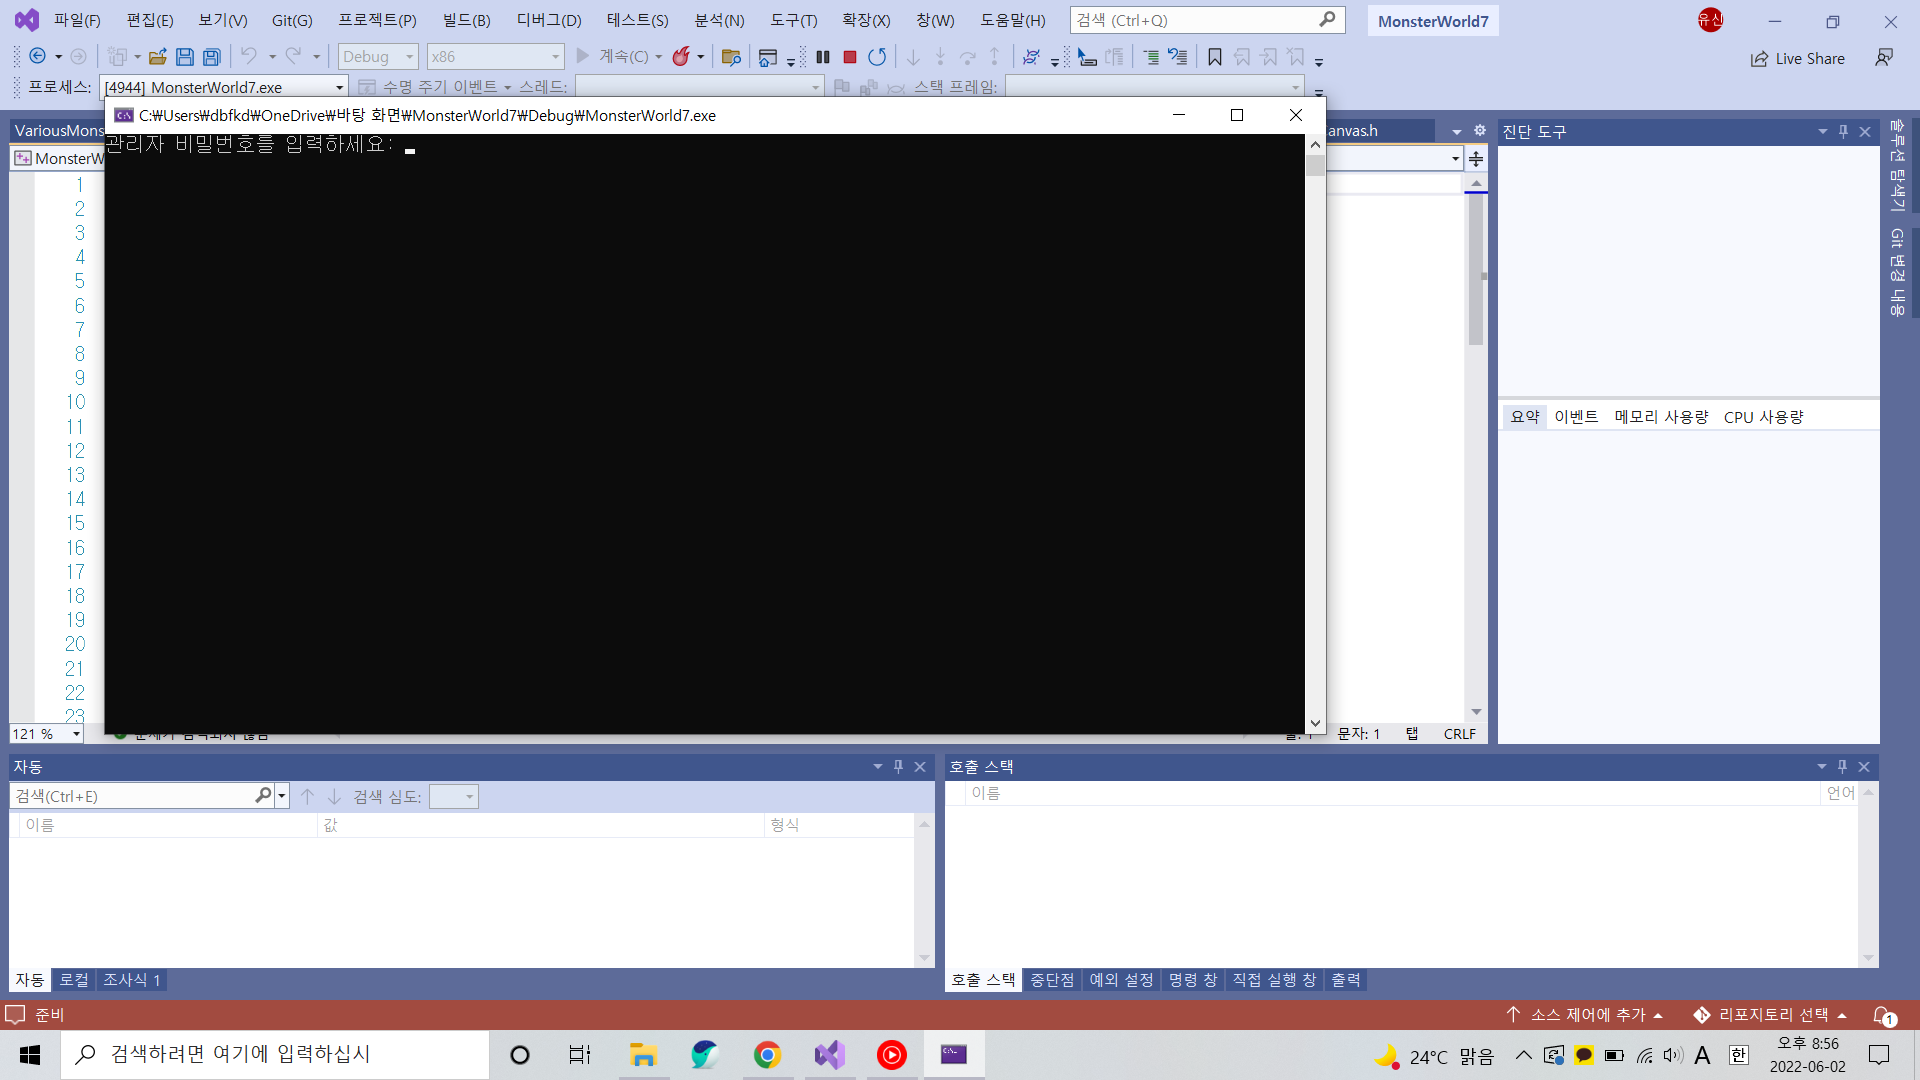 파일(F) 편집(E) 보기(V) Git(G) 프로젝트(P) 빌드(B) 디버그(D) 테스트(S) 분석(N) 도구(T) 확장(X) 창(W) 도움말(H) 검색 (Ctrl+Q) MonsterWorld7 유신
Debug x86 계속(C) Live Share
프로세스: [4944] MonsterWorld7.exe 수명 주기 이벤트 스레드: 스택 프레임:
C:₩Users₩dbfkd₩OneDrive₩바탕 화면₩MonsterWorld7₩Debug₩MonsterWorld7.exe
관리자 비밀번호를 입력하세요:
VariousMons anvas.h 진단 도구
MonsterW
솔루션 탐색기
Git 변경 내용
1
2
3
4
5
6
7
8
9
10
11
12
13
14
15
16
17
18
19
20
21
22
23
요약 이벤트 메모리 사용량 CPU 사용량
121 % 문자: 1 탭 CRLF
자동
검색(Ctrl+E) 검색 심도:
이름 값 형식
자동 로컬 조사식 1
호출 스택
이름 언어
호출 스택 중단점 예외 설정 명령 창 직접 실행 창 출력
준비 소스 제어에 추가 리포지토리 선택 1
검색하려면 여기에 입력하십시 24°C 맑음 A 한 오후 8:56
2022-06-02